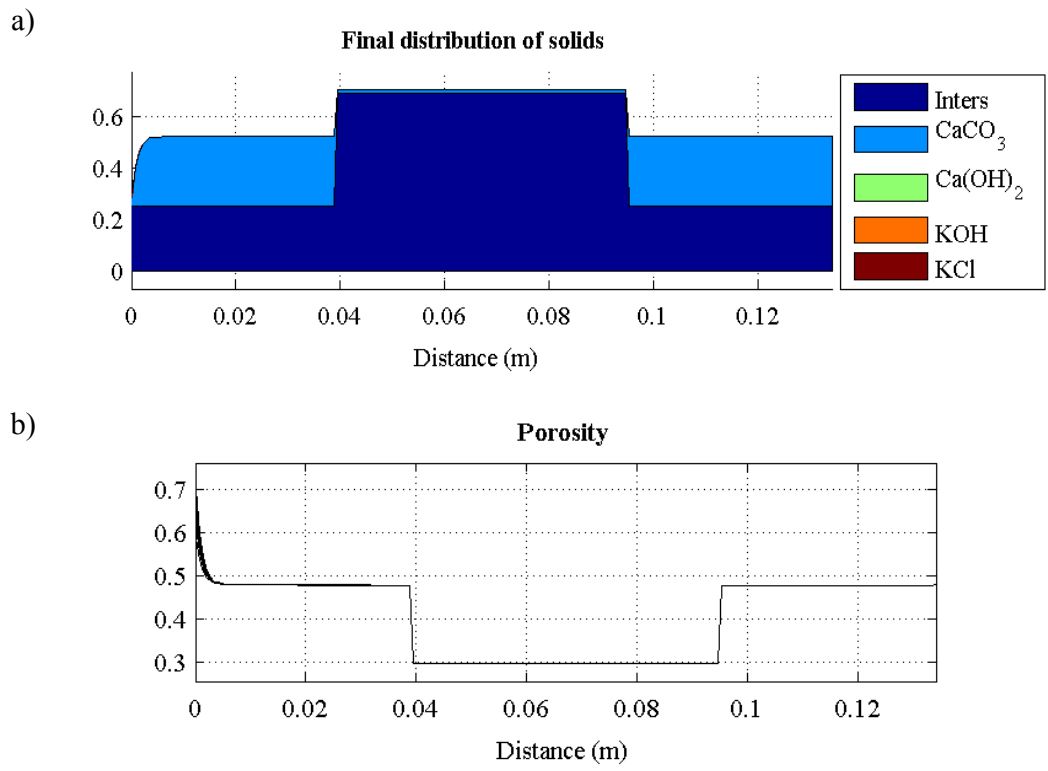 a)
Final distribution of solids
0.6
0.4
0.2
0
0 0.02 0.04 0.06 0.08 0.1 0.12
Distance (m)
Inters
CaCO3
Ca(OH)2
KOH
KCl
b)
Porosity
0.7
0.6
0.5
0.4
0.3
0 0.02 0.04 0.06 0.08 0.1 0.12
Distance (m)